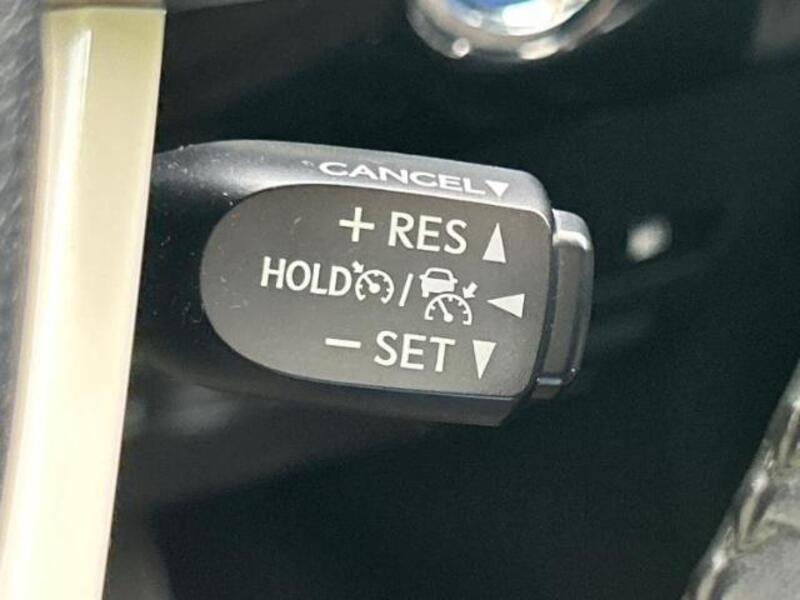 CANCEL▼
+ RES ▲
HOLD / ◀
− SET ▼